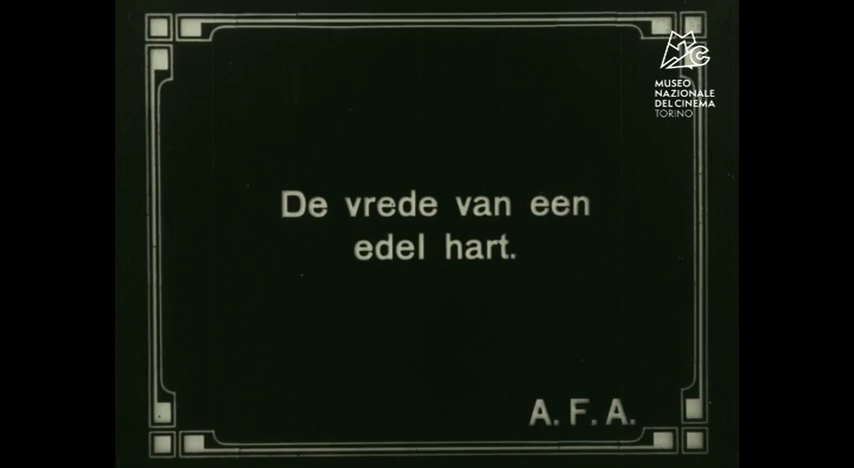 MUSEO
NAZIONALE
DEL CINEMA
TORINO
De vrede van een
edel hart.
A. F. A.